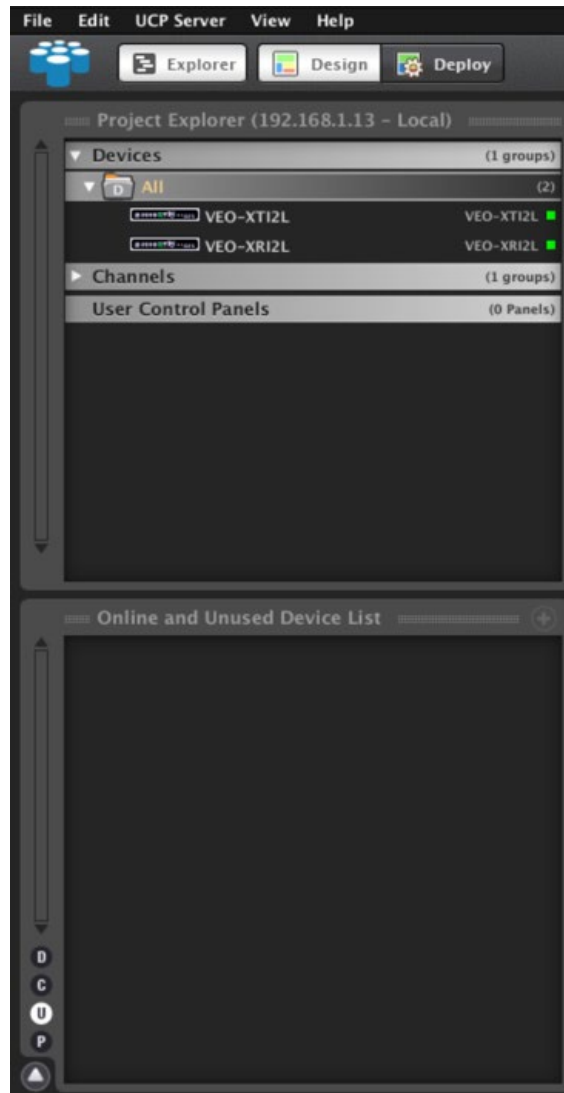 File Edit UCP Server View Help
Explorer Design Deploy
Project Explorer (192.168.1.13 – Local)
Devices (1 groups)
D All (2)
VEO-XTI2L VEO-XTI2L
VEO-XRI2L VEO-XRI2L
Channels (1 groups)
User Control Panels (0 Panels)
Online and Unused Device List
D
C
U
P